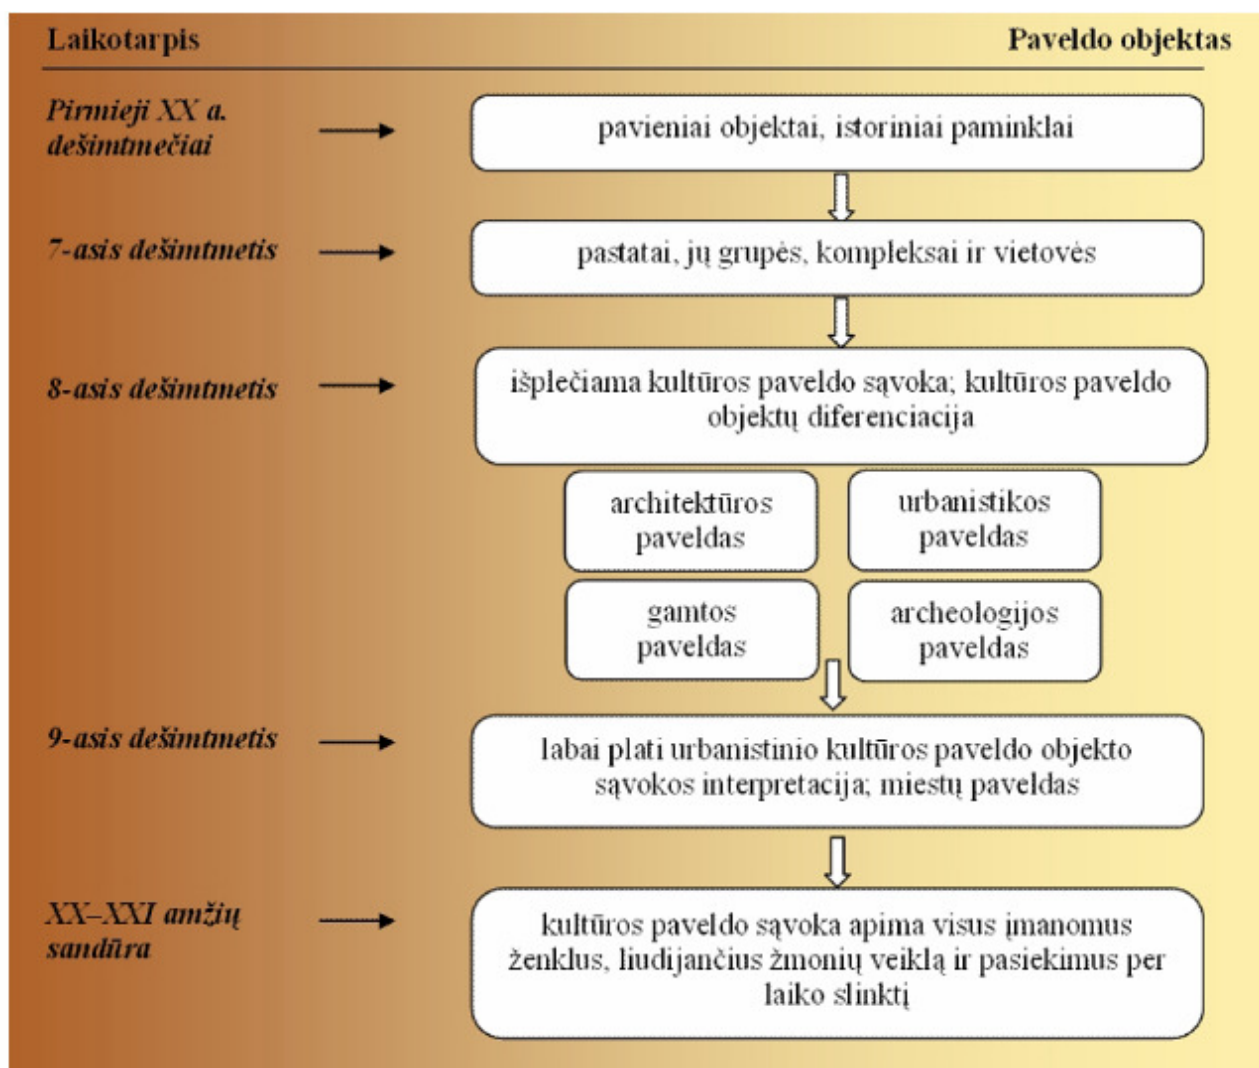 Laikotarpis
Paveldo objektas
Pirmieji XX a.
dešimtmečiai
pavieniai objektai, istoriniai paminklai
7-asis dešimtmetis
pastatai, jų grupės, kompleksai ir vietovės
8-asis dešimtmetis
išplečiama kultūros paveldo sąvoka; kultūros paveldo
objektų diferenciacija
architektūros
paveldas
urbanistikos
paveldas
gamtos
paveldas
archeologijos
paveldas
9-asis dešimtmetis
labai plati urbanistinio kultūros paveldo objekto
sąvokos interpretacija; miestų paveldas
XX–XXI amžių
sandūra
kultūros paveldo sąvoka apima visus įmanomus
ženklus, liudijančius žmonių veiklą ir pasiekimus per
laiko slinktį